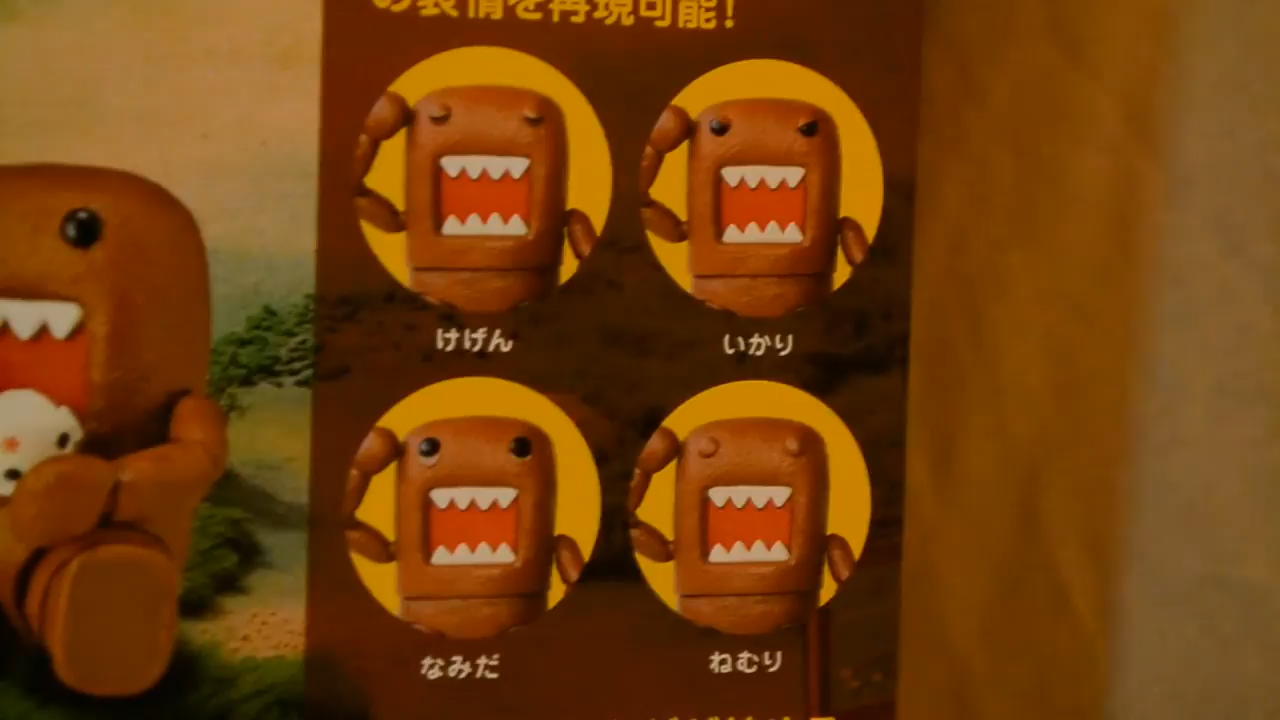 の表情を再現可能!
けげん
いかり
なみだ
ねむり